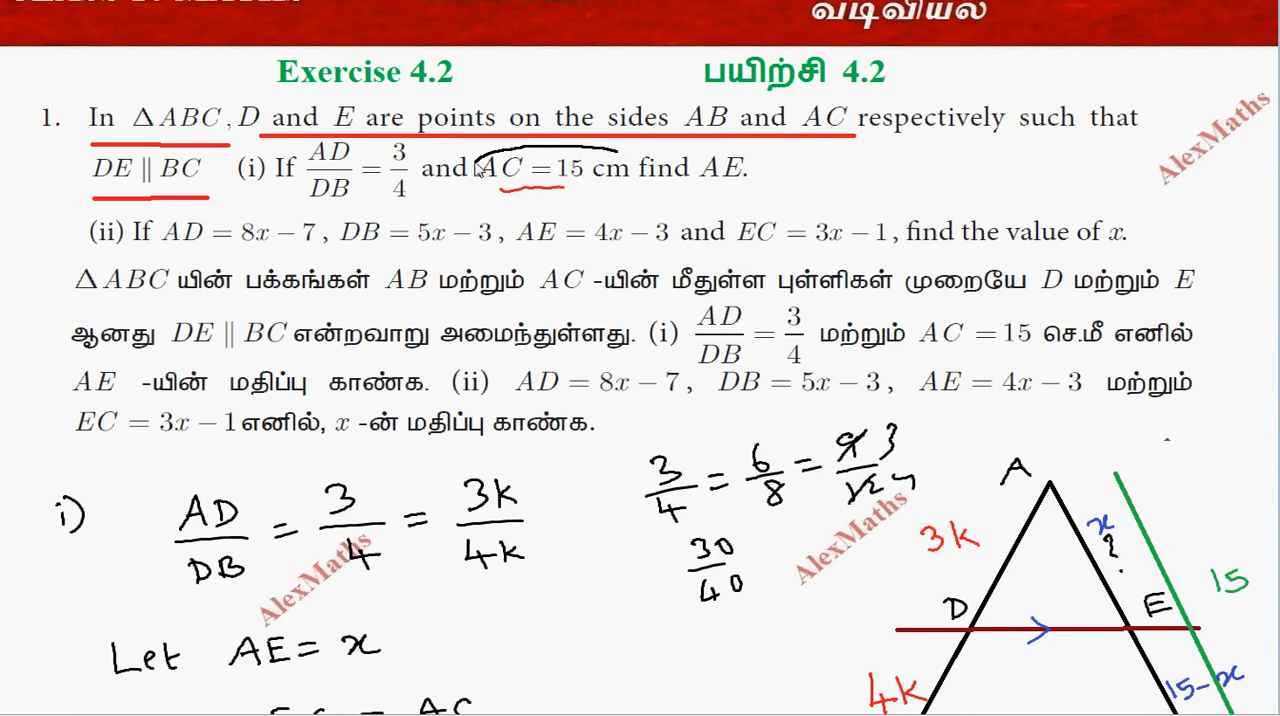 வடிவியல்
Exercise 4.2 பயிற்சி 4.2
1. In ΔABC, D and E are points on the sides AB and AC respectively such that
DE ∥ BC (i) If AD/DB = 3/4 and AC = 15 cm find AE.
(ii) If AD = 8x − 7, DB = 5x − 3, AE = 4x − 3 and EC = 3x − 1, find the value of x.
ΔABC யின் பக்கங்கள் AB மற்றும் AC -யின் மீதுள்ள புள்ளிகள் முறையே D மற்றும் E
ஆனது DE ∥ BC என்றவாறு அமைந்துள்ளது. (i) AD/DB = 3/4 மற்றும் AC = 15 செ.மீ எனில்
AE -யின் மதிப்பு காண்க. (ii) AD = 8x − 7, DB = 5x − 3, AE = 4x − 3 மற்றும்
EC = 3x − 1 எனில், x -ன் மதிப்பு காண்க.
i) AD/DB = 3/4 = 3k/4k
3/4 = 6/8 = 9/12 3/4
30/40
Let AE = x
A
3k x ? 15
D E
4k 15-x
AlexMaths
AlexMaths
AlexMaths